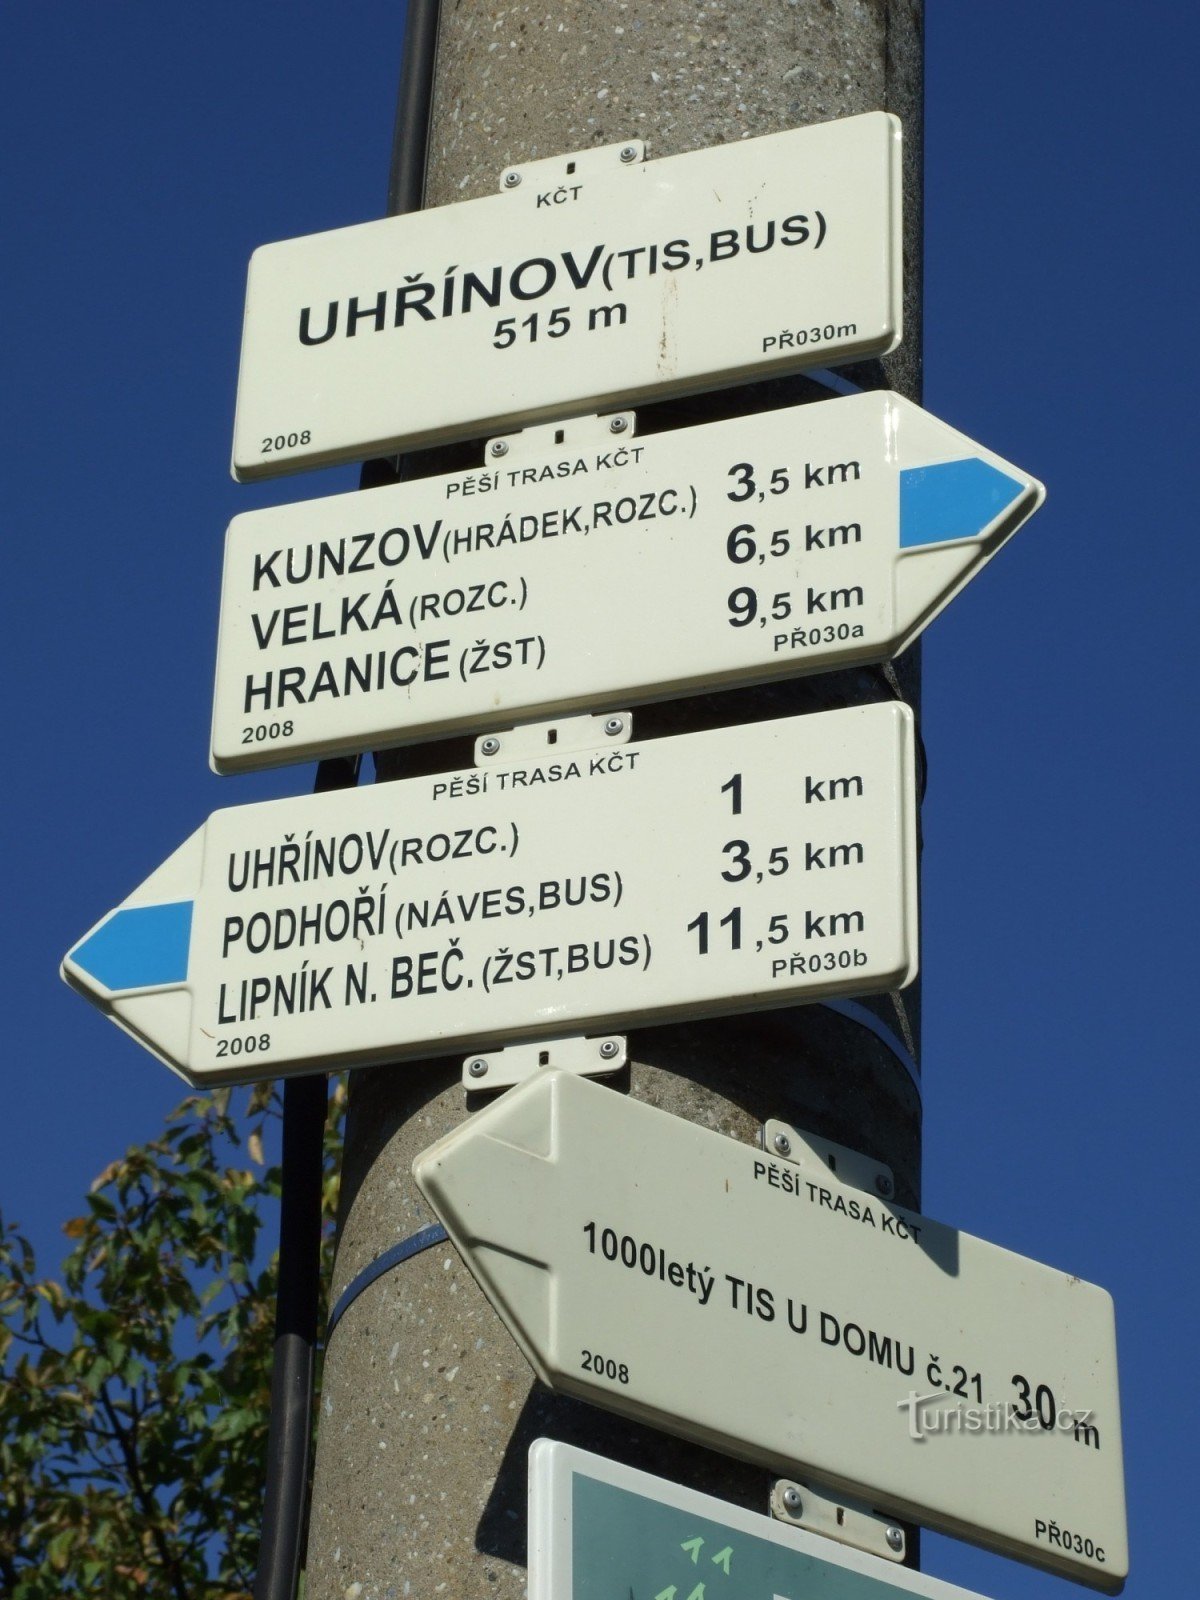 KČT
UHŘÍNOV(TIS,BUS)
515 m
PŘ030m
2008
PĚŠÍ TRASA KČT
KUNZOV(HRÁDEK,ROZC.) 3,5 km
VELKÁ(ROZC.) 6,5 km
HRANICE(ŽST) 9,5 km
PŘ030a
2008
PĚŠÍ TRASA KČT
UHŘÍNOV(ROZC.) 1 km
PODHOŘÍ(NÁVES,BUS) 3,5 km
LIPNÍK N. BEČ.(ŽST,BUS) 11,5 km
PŘ030b
2008
PĚŠÍ TRASA KČT
1000letý TIS U DOMU č.21 30 m
2008
Turistika.cz
PŘ030c